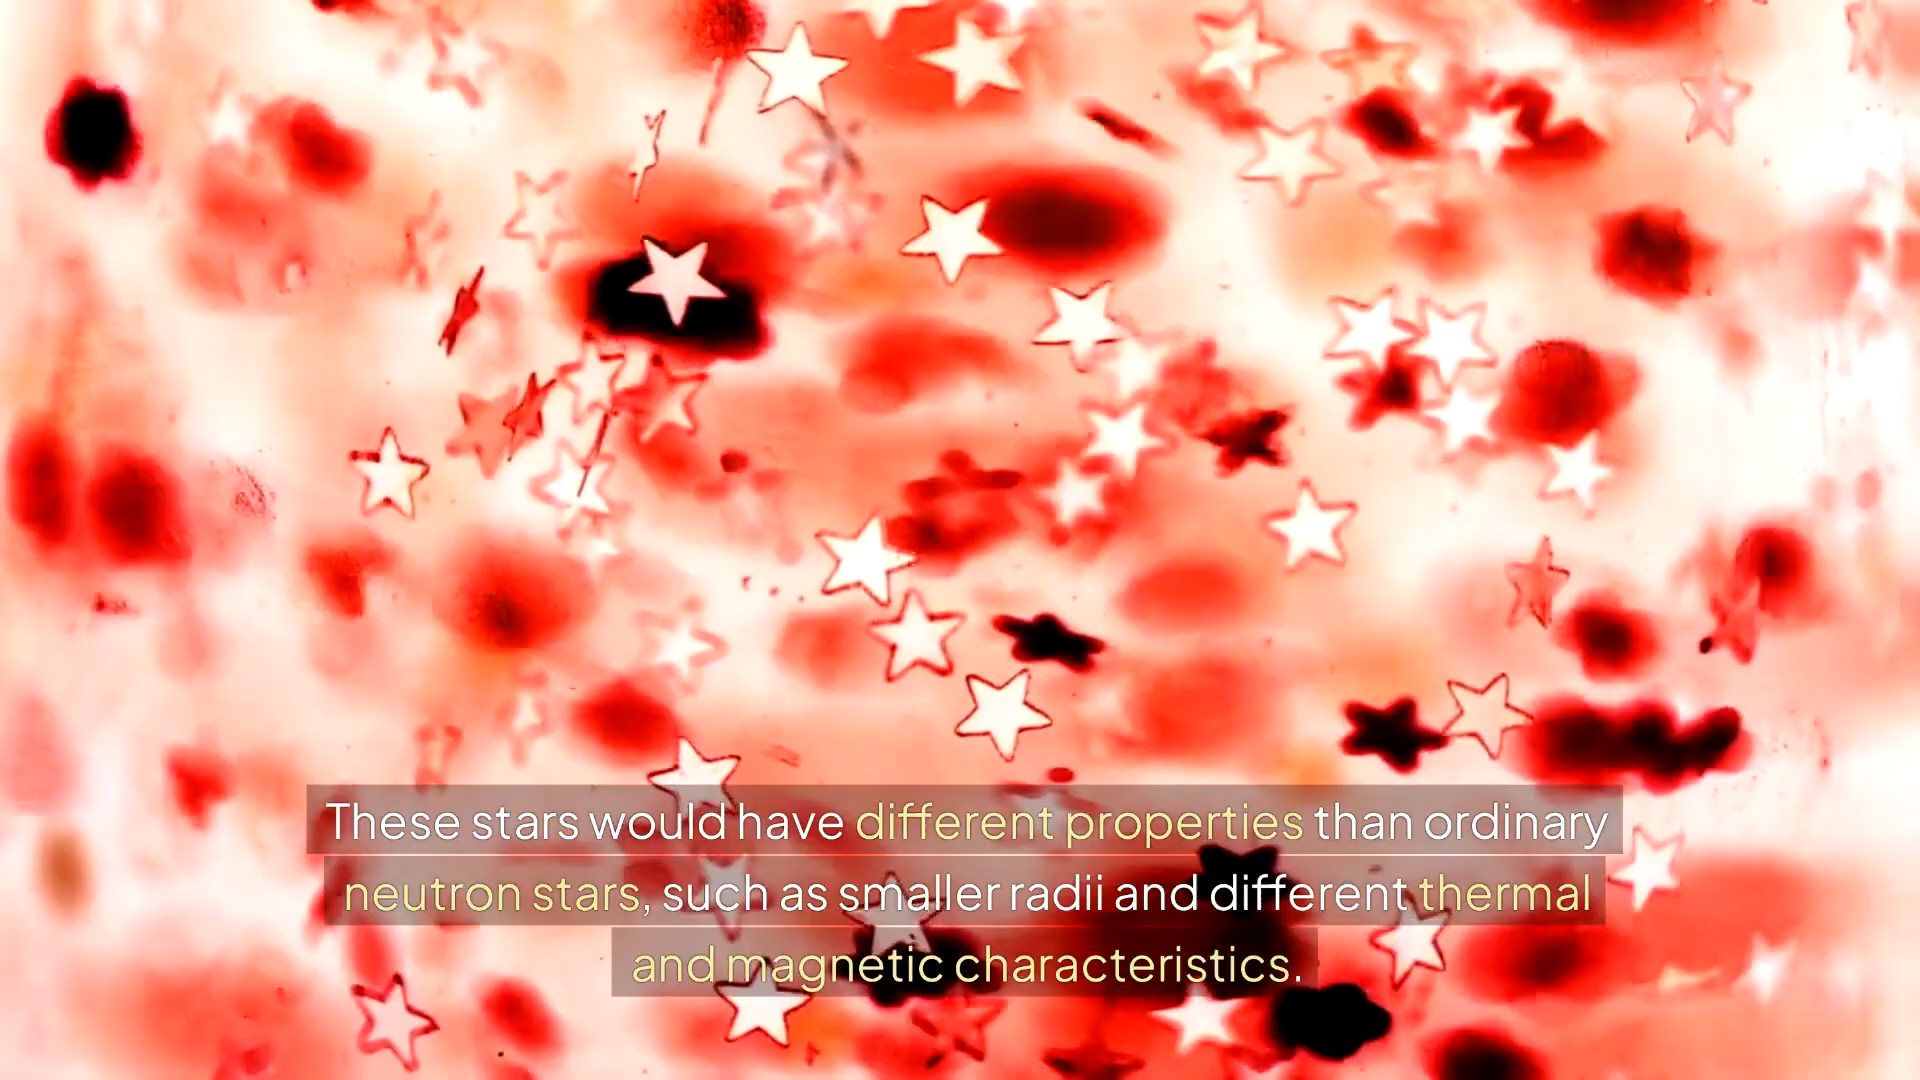 These stars would have different properties than ordinary
neutron stars, such as smaller radii and different thermal
and magnetic characteristics.